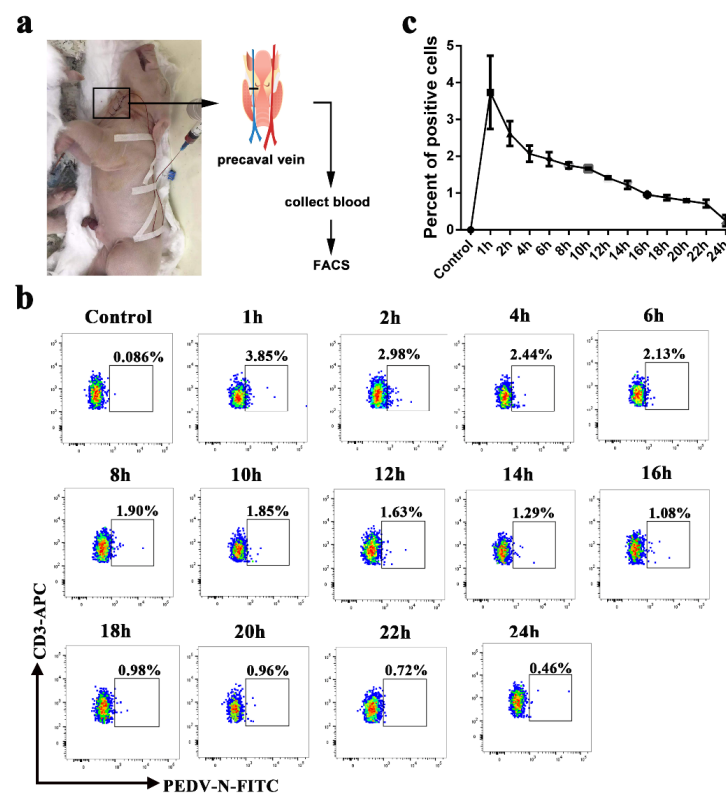 a
precaval vein
collect blood
FACS
c
Percent of positive cells
5
4
3
2
1
0
Control
1h
2h
4h
6h
8h
10h
12h
14h
16h
18h
20h
22h
24h
b
Control 1h 2h 4h 6h
0.086% 3.85% 2.98% 2.44% 2.13%
8h 10h 12h 14h 16h
1.90% 1.85% 1.63% 1.29% 1.08%
18h 20h 22h 24h
0.98% 0.96% 0.72% 0.46%
CD3-APC
PEDV-N-FITC